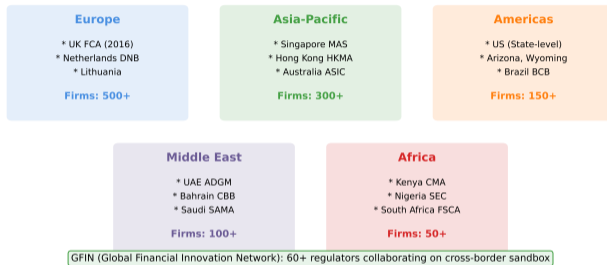 Europe
* UK FCA (2016)
* Netherlands DNB
* Lithuania
Firms: 500+
Asia-Pacific
* Singapore MAS
* Hong Kong HKMA
* Australia ASIC
Firms: 300+
Americas
* US (State-level)
* Arizona, Wyoming
* Brazil BCB
Firms: 150+
Middle East
* UAE ADGM
* Bahrain CBB
* Saudi SAMA
Firms: 100+
Africa
* Kenya CMA
* Nigeria SEC
* South Africa FSCA
Firms: 50+
GFIN (Global Financial Innovation Network): 60+ regulators collaborating on cross-border sandbox